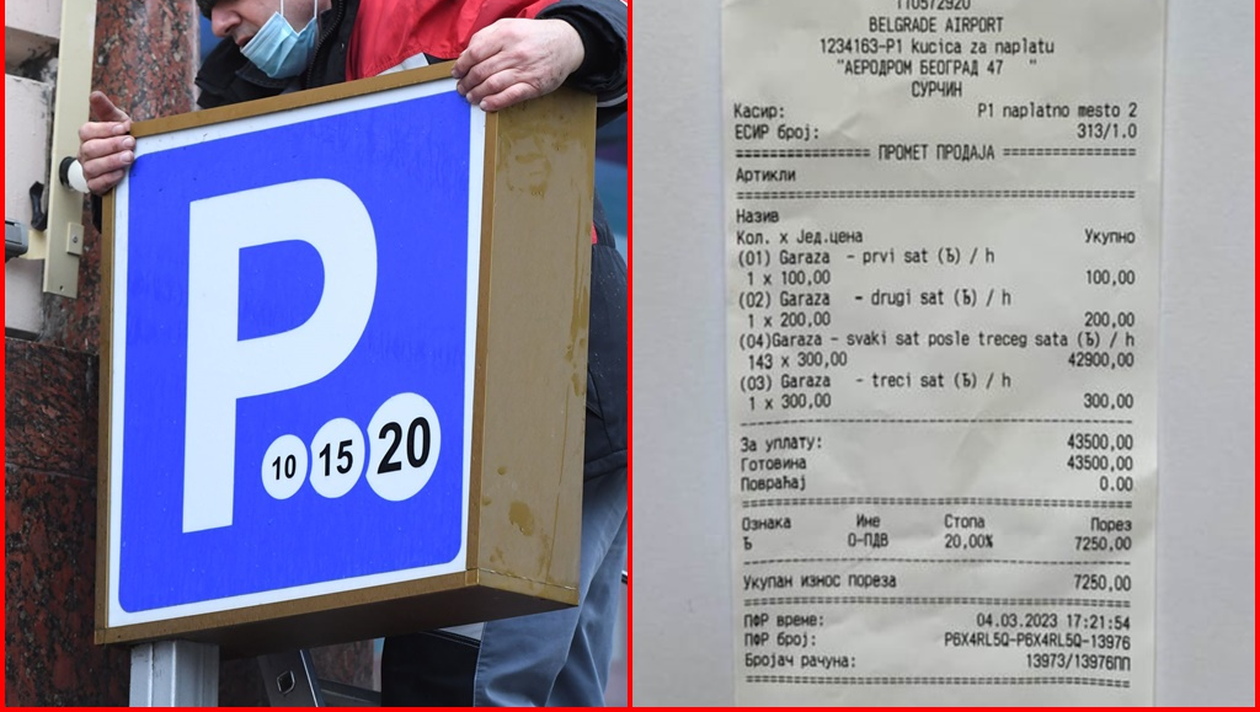 P
10 15 20
110572920
BELGRADE AIRPORT
1234163-P1 kucica za naplatu
"АЕРОДРОМ БЕОГРАД 47 "
СУРЧИН
Касир: P1 naplatno mesto 2
ЕСИР број: 313/1.0
================ ПРОМЕТ ПРОДАЈА ================
Артикли
Назив
Кол. x Јед.цена Укупно
(01) Garaza - prvi sat (Ђ) / h
1 x 100,00 100,00
(02) Garaza - drugi sat (Ђ) / h
1 x 200,00 200,00
(04)Garaza - svaki sat posle treceg sata (Ђ) / h
143 x 300,00 42900,00
(03) Garaza - treci sat (Ђ) / h
1 x 300,00 300,00
За уплату: 43500,00
Готовина 43500,00
Повраћај 0.00
Ознака Име Стопа Порез
Ђ О-ПДВ 20,00% 7250,00
Укупан износ пореза 7250,00
ПФР време: 04.03.2023 17:21:54
ПФР број: P6X4RL5Q-P6X4RL5Q-13976
Бројач рачуна: 13973/13976ПП